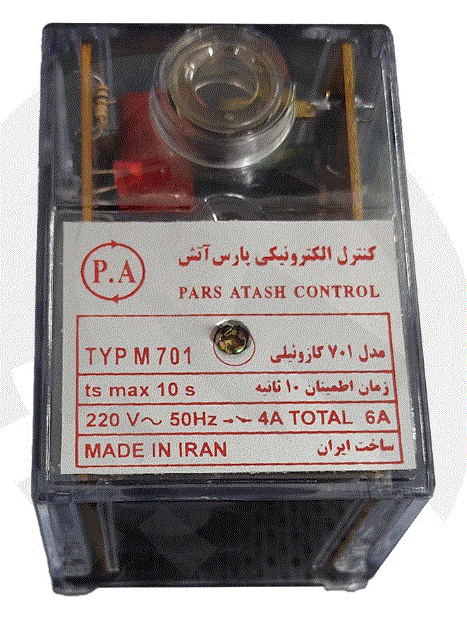 کنترل الکترونیکی پارس آتش
P.A
PARS ATASH CONTROL
TYP M 701 مدل ۷۰۱ گازوئیلی
ts max 10 s زمان اطمینان ۱۰ ثانیه
220 V~ 50Hz 4A TOTAL 6A
MADE IN IRAN ساخت ایران